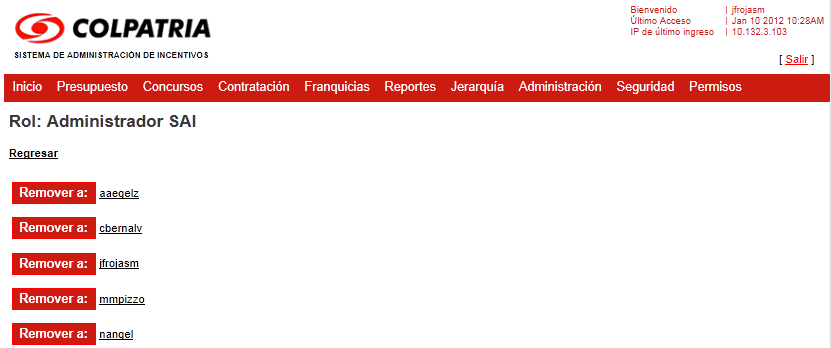 COLPATRIA
SISTEMA DE ADMINISTRACIÓN DE INCENTIVOS
Bienvenido | jfrojasm
Último Acceso | Jan 10 2012 10:28AM
IP de último ingreso | 10.132.3.103
[ Salir ]
Inicio Presupuesto Concursos Contratación Franquicias Reportes Jerarquía Administración Seguridad Permisos
Rol: Administrador SAI
Regresar
Remover a: aaegelz
Remover a: cbernalv
Remover a: jfrojasm
Remover a: mmpizzo
Remover a: nangel